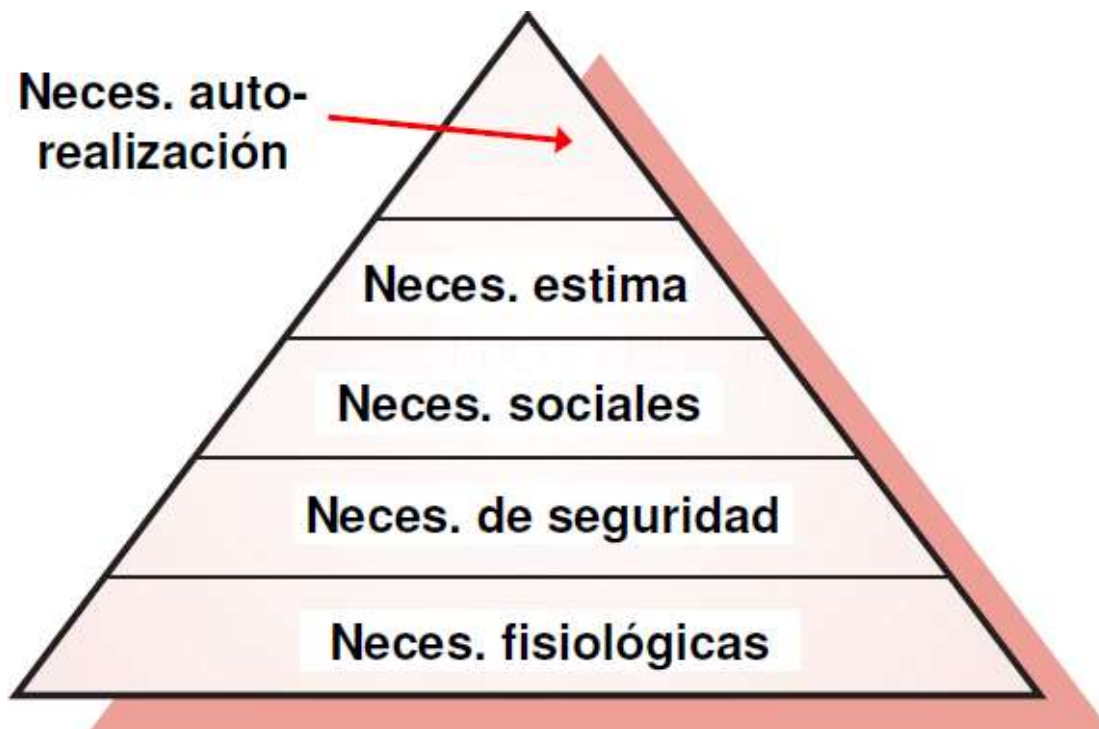 Neces. auto-
realización
Neces. estima
Neces. sociales
Neces. de seguridad
Neces. fisiológicas